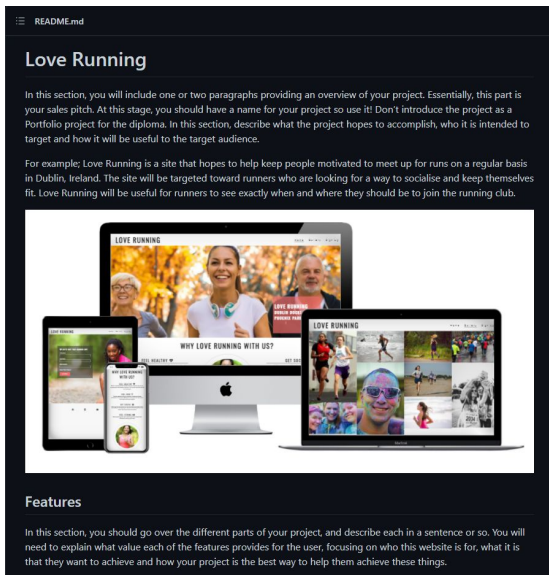 README.md
Love Running
In this section, you will include one or two paragraphs providing an overview of your project. Essentially, this part is
your sales pitch. At this stage, you should have a name for your project so use it! Don't introduce the project as a
Portfolio project for the diploma. In this section, describe what the project hopes to accomplish, who it is intended to
target and how it will be useful to the target audience.
For example; Love Running is a site that hopes to help keep people motivated to meet up for runs on a regular basis
in Dublin, Ireland. The site will be targeted toward runners who are looking for a way to socialise and keep themselves
fit. Love Running will be useful for runners to see exactly when and where they should be to join the running club.
LOVE RUNNING
LOVE RUNNING
WHY LOVE RUNNING WITH US?
FEEL HEALTHY
LOVE RUNNING
LOVE RUNNING
WHY LOVE RUNNING
WITH US?
MacBook
Features
In this section, you should go over the different parts of your project, and describe each in a sentence or so. You will
need to explain what value each of the features provides for the user, focusing on who this website is for, what it is
that they want to achieve and how your project is the best way to help them achieve these things.